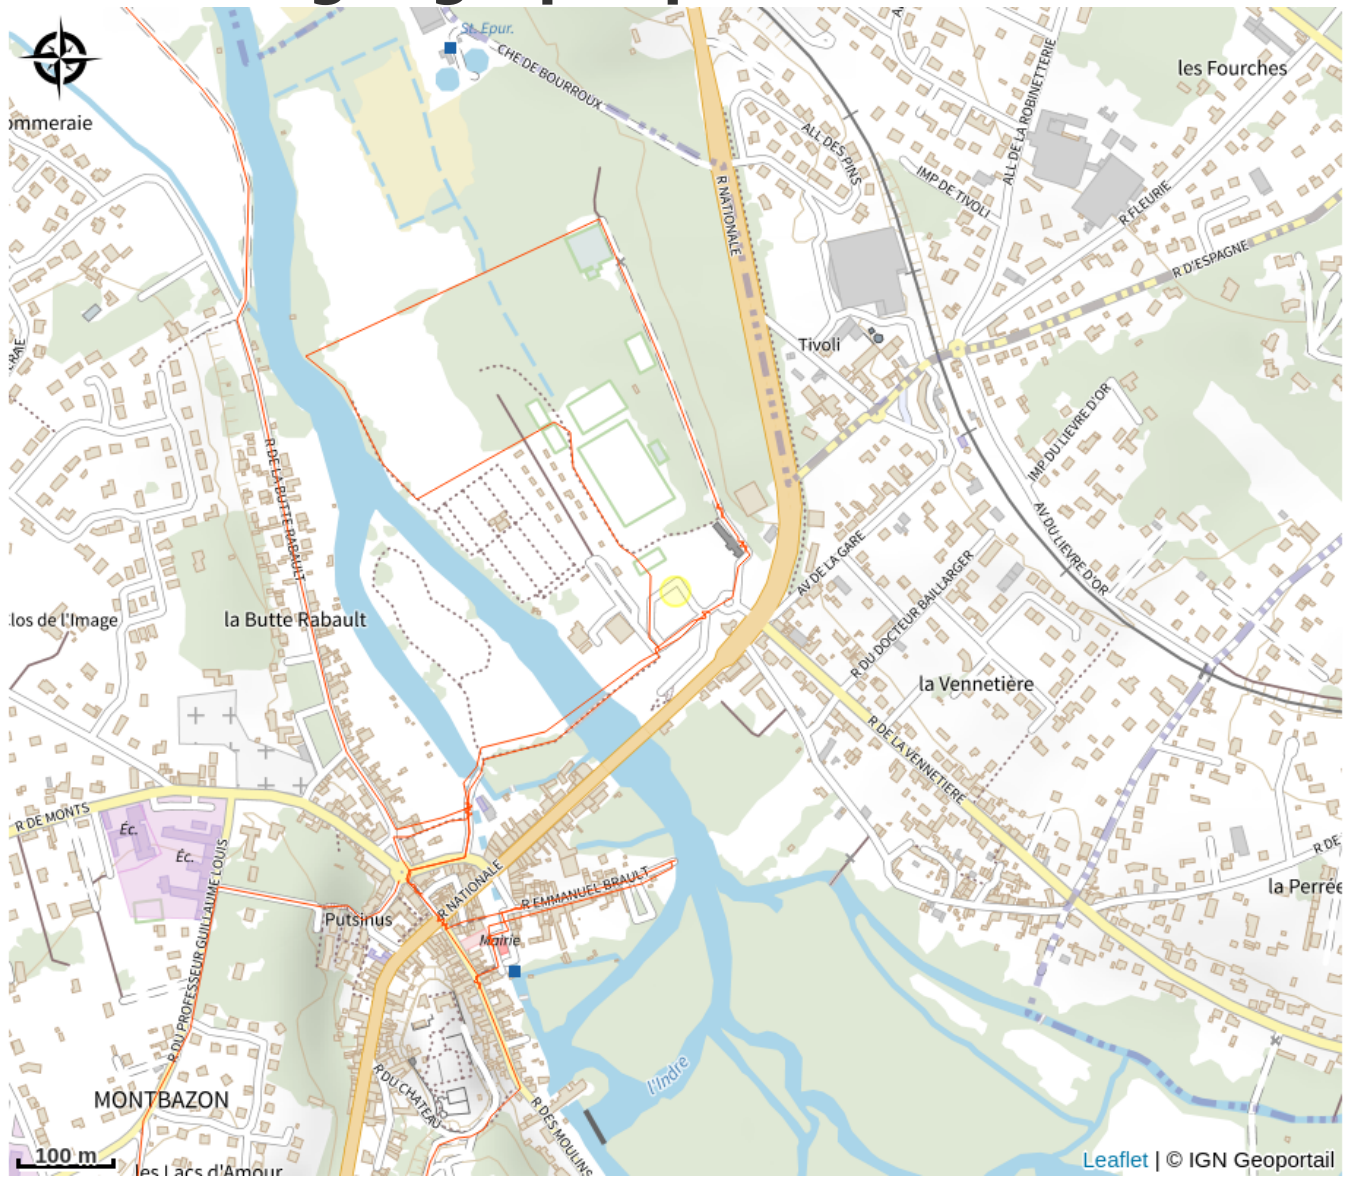 St. Epur.
CHE DE BOURROUX
les Fourches
ommeraie
ALL DES PINS
ALL DE LA ROBINETTERIE
IMP DE TIVOLI
R FLEURIE
R NATIONALE
R D'ESPAGNE
Tivoli
ERAIE
IMP DU LIEVRE D'OR
R DE LA BUTTE RABAULT
AV DE LA GARE
AV DU LIEVRE D'OR
R DU DOCTEUR BAILLARGER
los de l'Image
la Butte Rabault
la Vennetière
R DE LA VENNETIERE
R DE MONTS
Éc.
Éc.
R DE
R DU PROFESSEUR GUILLAUME LOUIS
R NATIONALE
R EMMANUEL BRAULT
la Perrée
Putsinus
Mairie
l'Indre
MONTBAZON
R DU CHATEAU
R DES MOULINS
100 m
les Lacs d'Amour
Leaflet | © IGN Geoportail